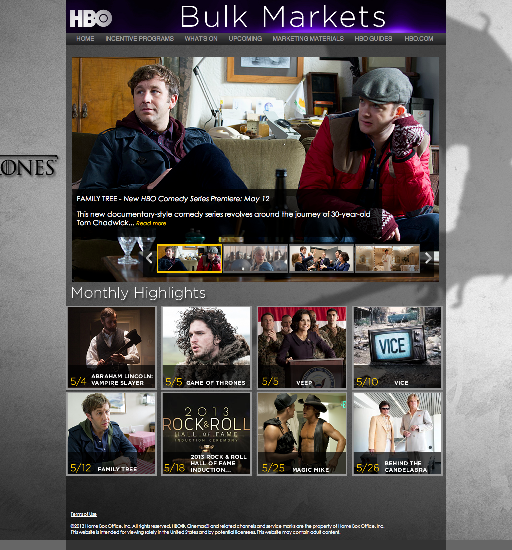 HBO
Bulk Markets
HOME INCENTIVE PROGRAMS WHAT'S ON UPCOMING MARKETING MATERIALS HBO GUIDES HBO.COM
ONES
FAMILY TREE - New HBO Comedy Series Premiere: May 12
This new documentary-style comedy series revolves around the journey of 30-year-old
Tom Chadwick... Read more
Monthly Highlights
5/4 ABRAHAM LINCOLN:
VAMPIRE SLAYER
5/5 GAME OF THRONES
5/5 VEEP
VICE
5/10 VICE
5/12 FAMILY TREE
2013
ROCK&ROLL
HALL OF FAME
INDUCTION CEREMONY
5/18 2013 ROCK & ROLL
HALL OF FAME
INDUCTION...
5/25 MAGIC MIKE
5/26 BEHIND THE
CANDELABRA
Terms of Use
©2013 Home Box Office, Inc. All rights reserved. HBO®, Cinemax® and related channels and service marks are the property of Home Box Office, Inc.
This website is intended for viewing solely in the United States and by potential licensees. This website may contain adult content.